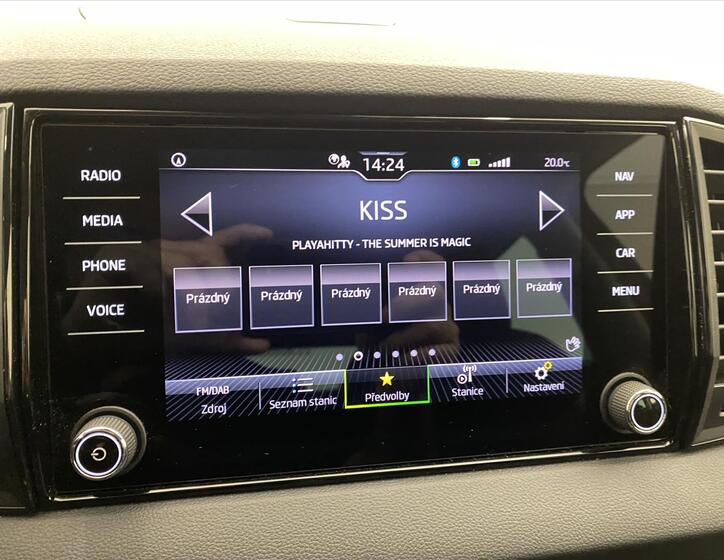 RADIO
MEDIA
PHONE
VOICE
14:24
20.0°C
KISS
PLAYAHITTY - THE SUMMER IS MAGIC
Prázdný
Prázdný
Prázdný
Prázdný
Prázdný
Prázdný
FM/DAB
Zdroj
Seznam stanic
Předvolby
Stanice
Nastavení
NAV
APP
CAR
MENU